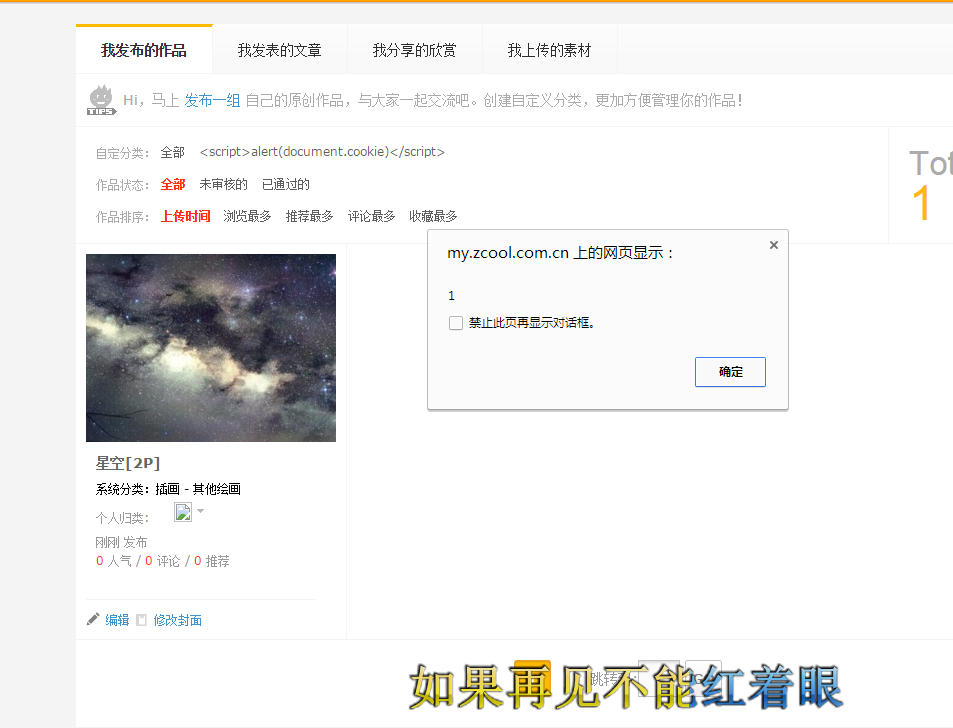 我发布的作品 我发表的文章 我分享的欣赏 我上传的素材
TIPS Hi，马上 发布一组 自己的原创作品，与大家一起交流吧。创建自定义分类，更加方便管理你的作品！
自定分类： 全部 <script>alert(document.cookie)</script>
作品状态： 全部 未审核的 已通过的
作品排序： 上传时间 浏览最多 推荐最多 评论最多 收藏最多
Tot
1
my.zcool.com.cn 上的网页显示：
1
禁止此页再显示对话框。
确定
星空[2P]
系统分类：插画 - 其他绘画
个人归类：
刚刚 发布
0 人气 / 0 评论 / 0 推荐
编辑 修改封面
跳转
如果再见不能红着眼